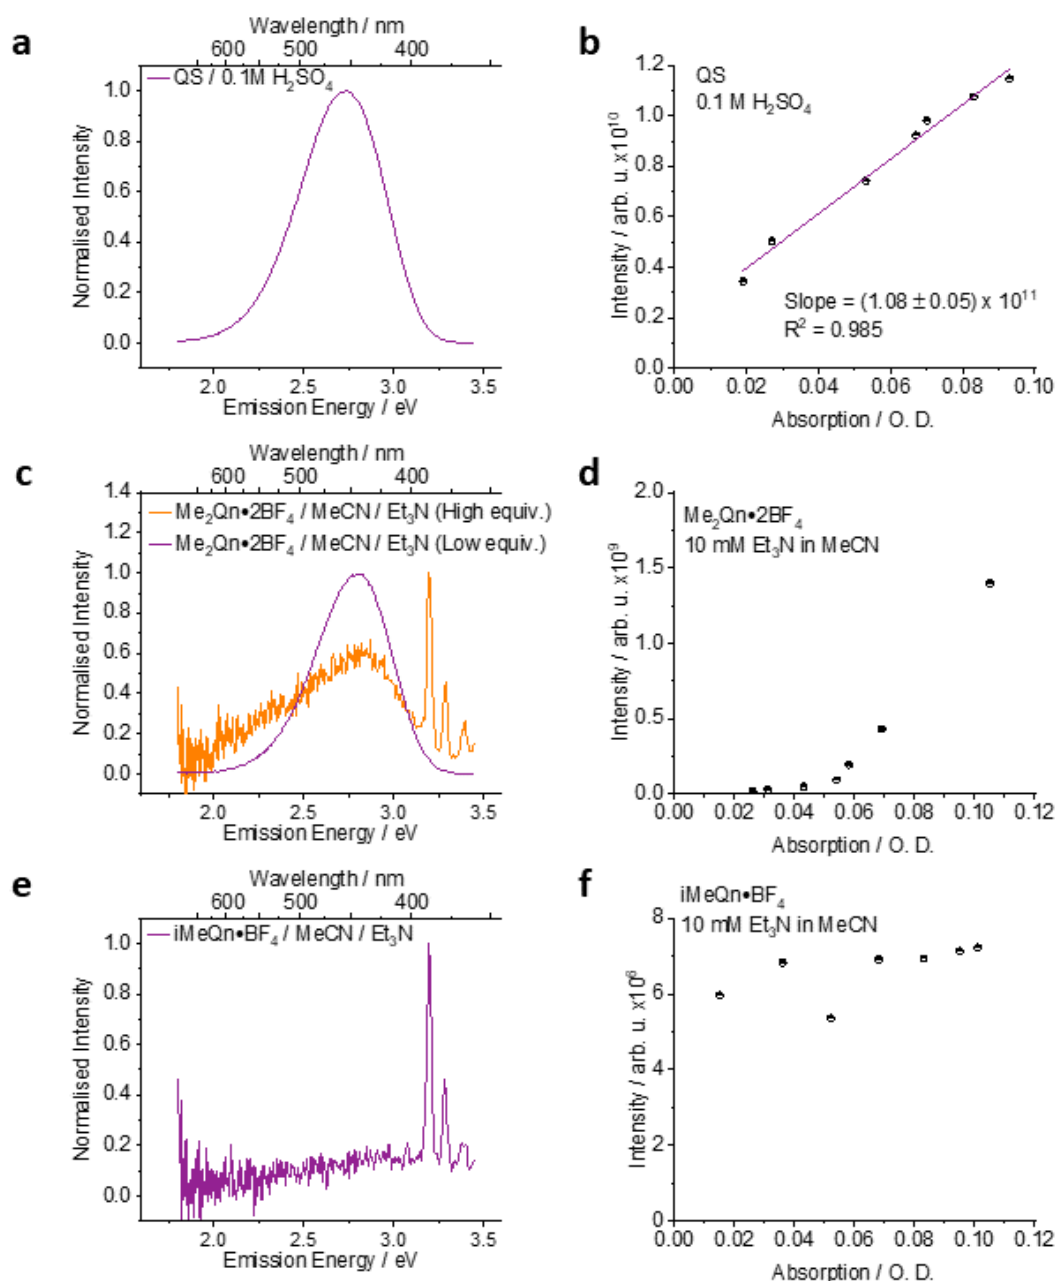 a
Wavelength / nm
600 500 400
QS / 0.1M H₂SO₄
1.0
0.8
0.6
0.4
0.2
0.0
Normalised Intensity
2.0 2.5 3.0 3.5
Emission Energy / eV
b
QS
0.1 M H₂SO₄
1.2
1.0
0.8
0.6
0.4
0.2
0.0
Intensity / arb. u. x10¹⁰
Slope = (1.08 ± 0.05) x 10¹¹
R² = 0.985
0.00 0.02 0.04 0.06 0.08 0.10
Absorption / O. D.
c
Wavelength / nm
600 500 400
1.4
1.2
1.0
0.8
0.6
0.4
0.2
0.0
Normalised Intensity
Me₂Qn•2BF₄ / MeCN / Et₃N (High equiv.)
Me₂Qn•2BF₄ / MeCN / Et₃N (Low equiv.)
2.0 2.5 3.0 3.5
Emission Energy / eV
d
2.0
1.5
1.0
0.5
0.0
Intensity / arb. u. x10⁹
Me₂Qn•2BF₄
10 mM Et₃N in MeCN
0.00 0.02 0.04 0.06 0.08 0.10 0.12
Absorption / O. D.
e
Wavelength / nm
600 500 400
iMeQn•BF₄ / MeCN / Et₃N
1.0
0.8
0.6
0.4
0.2
0.0
Normalised Intensity
2.0 2.5 3.0 3.5
Emission Energy / eV
f
iMeQn•BF₄
10 mM Et₃N in MeCN
8
6
4
2
0
Intensity / arb. u. x10⁶
0.00 0.02 0.04 0.06 0.08 0.10 0.12
Absorption / O. D.